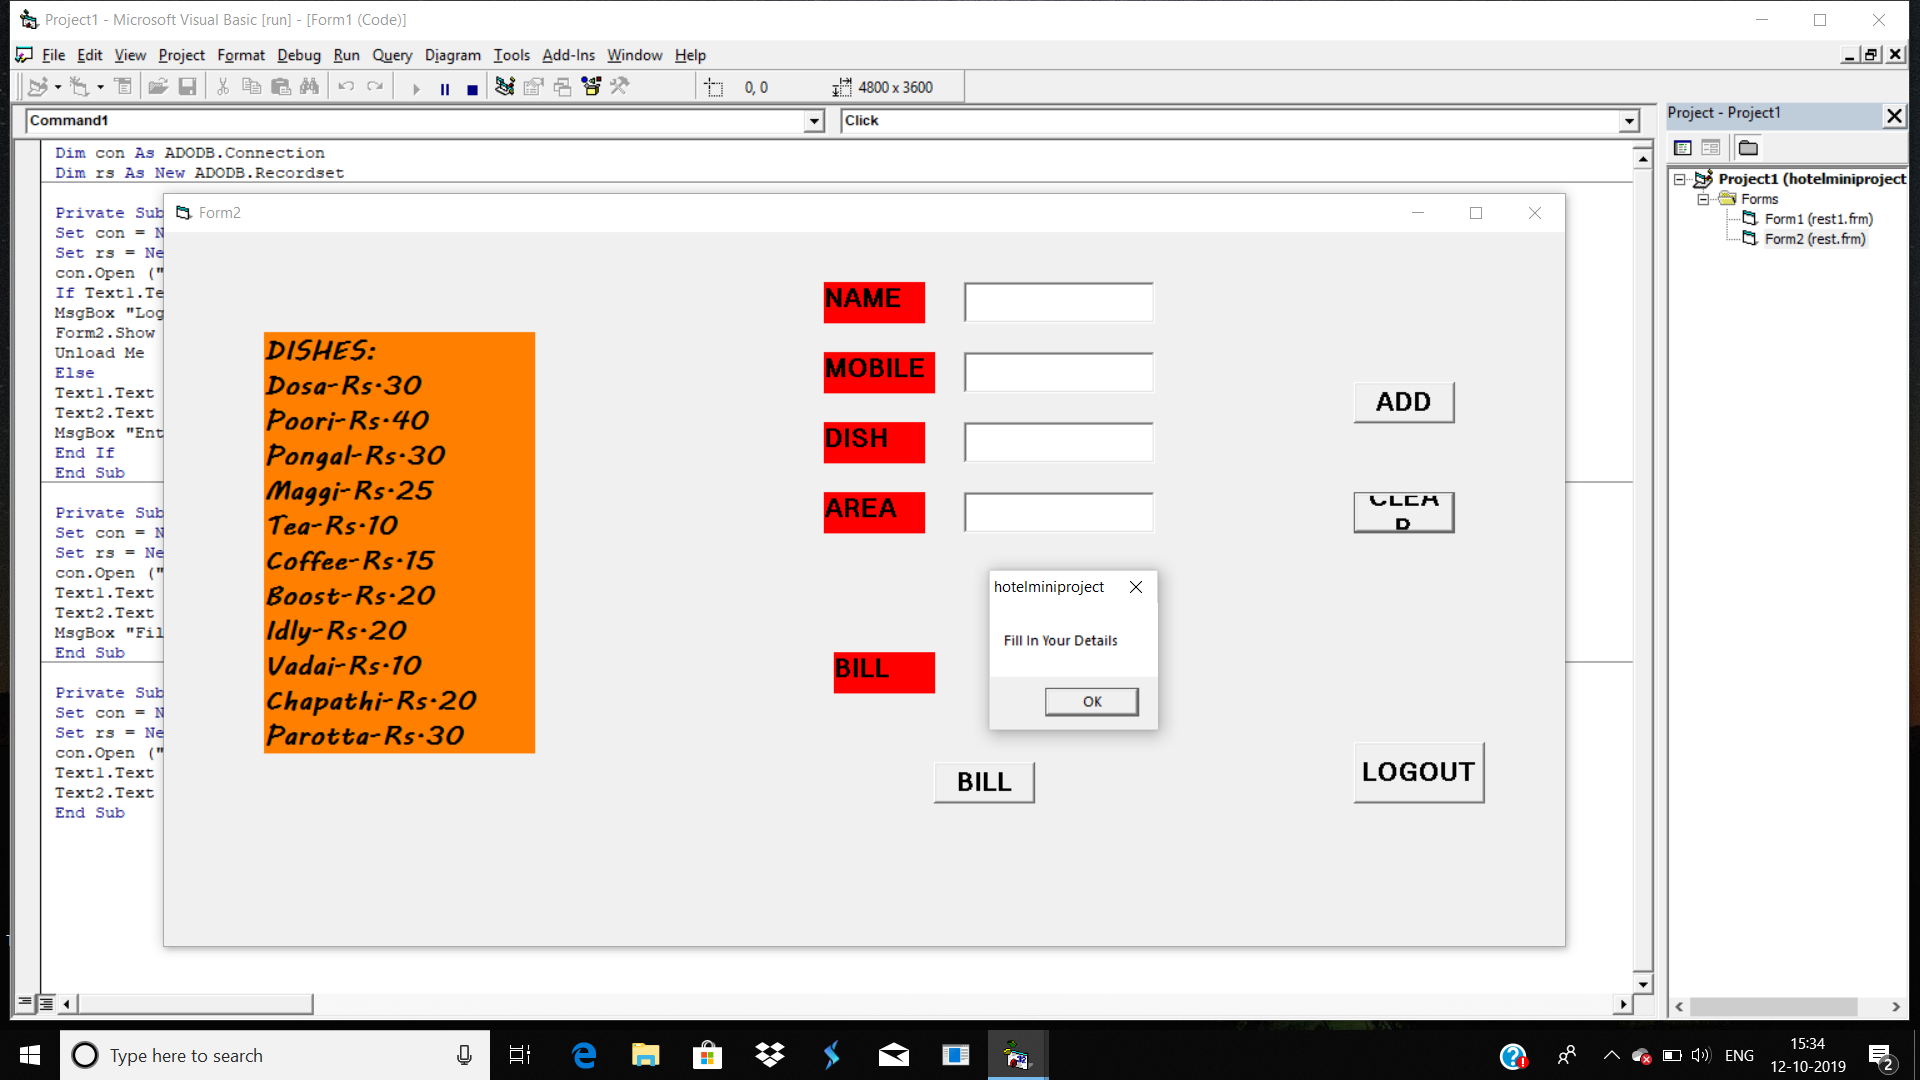 Project1 - Microsoft Visual Basic [run] - [Form1 (Code)]
File Edit View Project Format Debug Run Query Diagram Tools Add-Ins Window Help
0, 0 4800 x 3600
Command1 Click
Project - Project1
Project1 (hotelminiproject
Forms
Form1 (rest1.frm)
Form2 (rest.frm)
Dim con As ADODB.Connection
Dim rs As New ADODB.Recordset
Private Sub
Set con = N
Set rs = Ne
con.Open ("
If Text1.Te
MsgBox "Log
Form2.Show
Unload Me
Else
Text1.Text
Text2.Text
MsgBox "Ent
End If
End Sub
Private Sub
Set con = N
Set rs = Ne
con.Open ("
Text1.Text
Text2.Text
MsgBox "Fil
End Sub
Private Sub
Set con = N
Set rs = Ne
con.Open ("
Text1.Text
Text2.Text
End Sub
Form2
DISHES:
Dosa-Rs.30
Poori-Rs.40
Pongal-Rs.30
Maggi-Rs.25
Tea-Rs.10
Coffee-Rs.15
Boost-Rs.20
Idly-Rs.20
Vadai-Rs.10
Chapathi-Rs.20
Parotta-Rs.30
NAME
MOBILE
DISH
AREA
BILL
BILL
ADD
CLEA
R
LOGOUT
hotelminiproject
Fill In Your Details
OK
Type here to search
ENG
15:34
12-10-2019
2